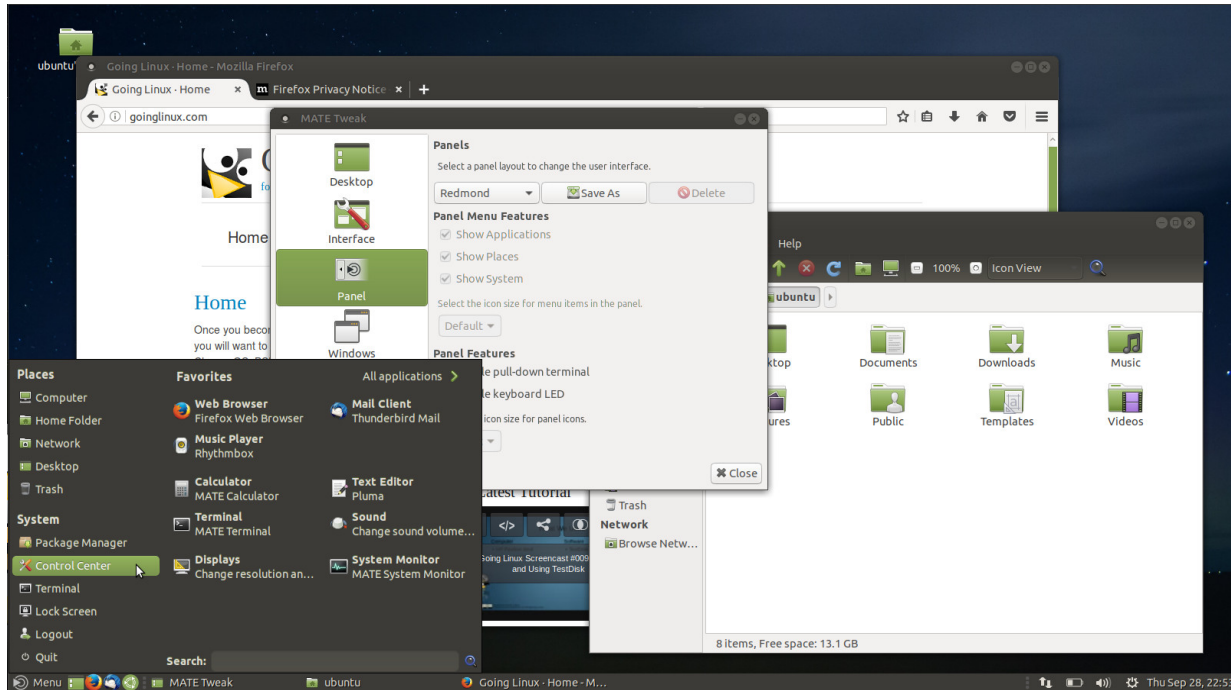 ubuntu'
Going Linux · Home - Mozilla Firefox
Going Linux · Home × m Firefox Privacy Notice × +
goinglinux.com
MATE Tweak
Desktop
Interface
Panel
Windows
Panels
Select a panel layout to change the user interface.
Redmond
Save As
Delete
Panel Menu Features
Show Applications
Show Places
Show System
Select the icon size for menu items in the panel.
Default
Panel Features
le pull-down terminal
le keyboard LED
icon size for panel icons.
Close
fo
Home
Home
Once you becor
you will want to
Latest Tutorial
Going Linux Screencast #009
and Using TestDisk
Help
100%
Icon View
ubuntu
ktop
Documents
Downloads
Music
ures
Public
Templates
Videos
Trash
Network
Browse Netw...
8 items, Free space: 13.1 GB
Places
Computer
Home Folder
Network
Desktop
Trash
System
Package Manager
Control Center
Terminal
Lock Screen
Logout
Quit
Favorites
All applications
Web Browser
Firefox Web Browser
Mail Client
Thunderbird Mail
Music Player
Rhythmbox
Calculator
MATE Calculator
Text Editor
Pluma
Terminal
MATE Terminal
Sound
Change sound volume...
Displays
Change resolution an...
System Monitor
MATE System Monitor
Search:
Menu
MATE Tweak
ubuntu
Going Linux · Home - M...
Thu Sep 28, 22:5